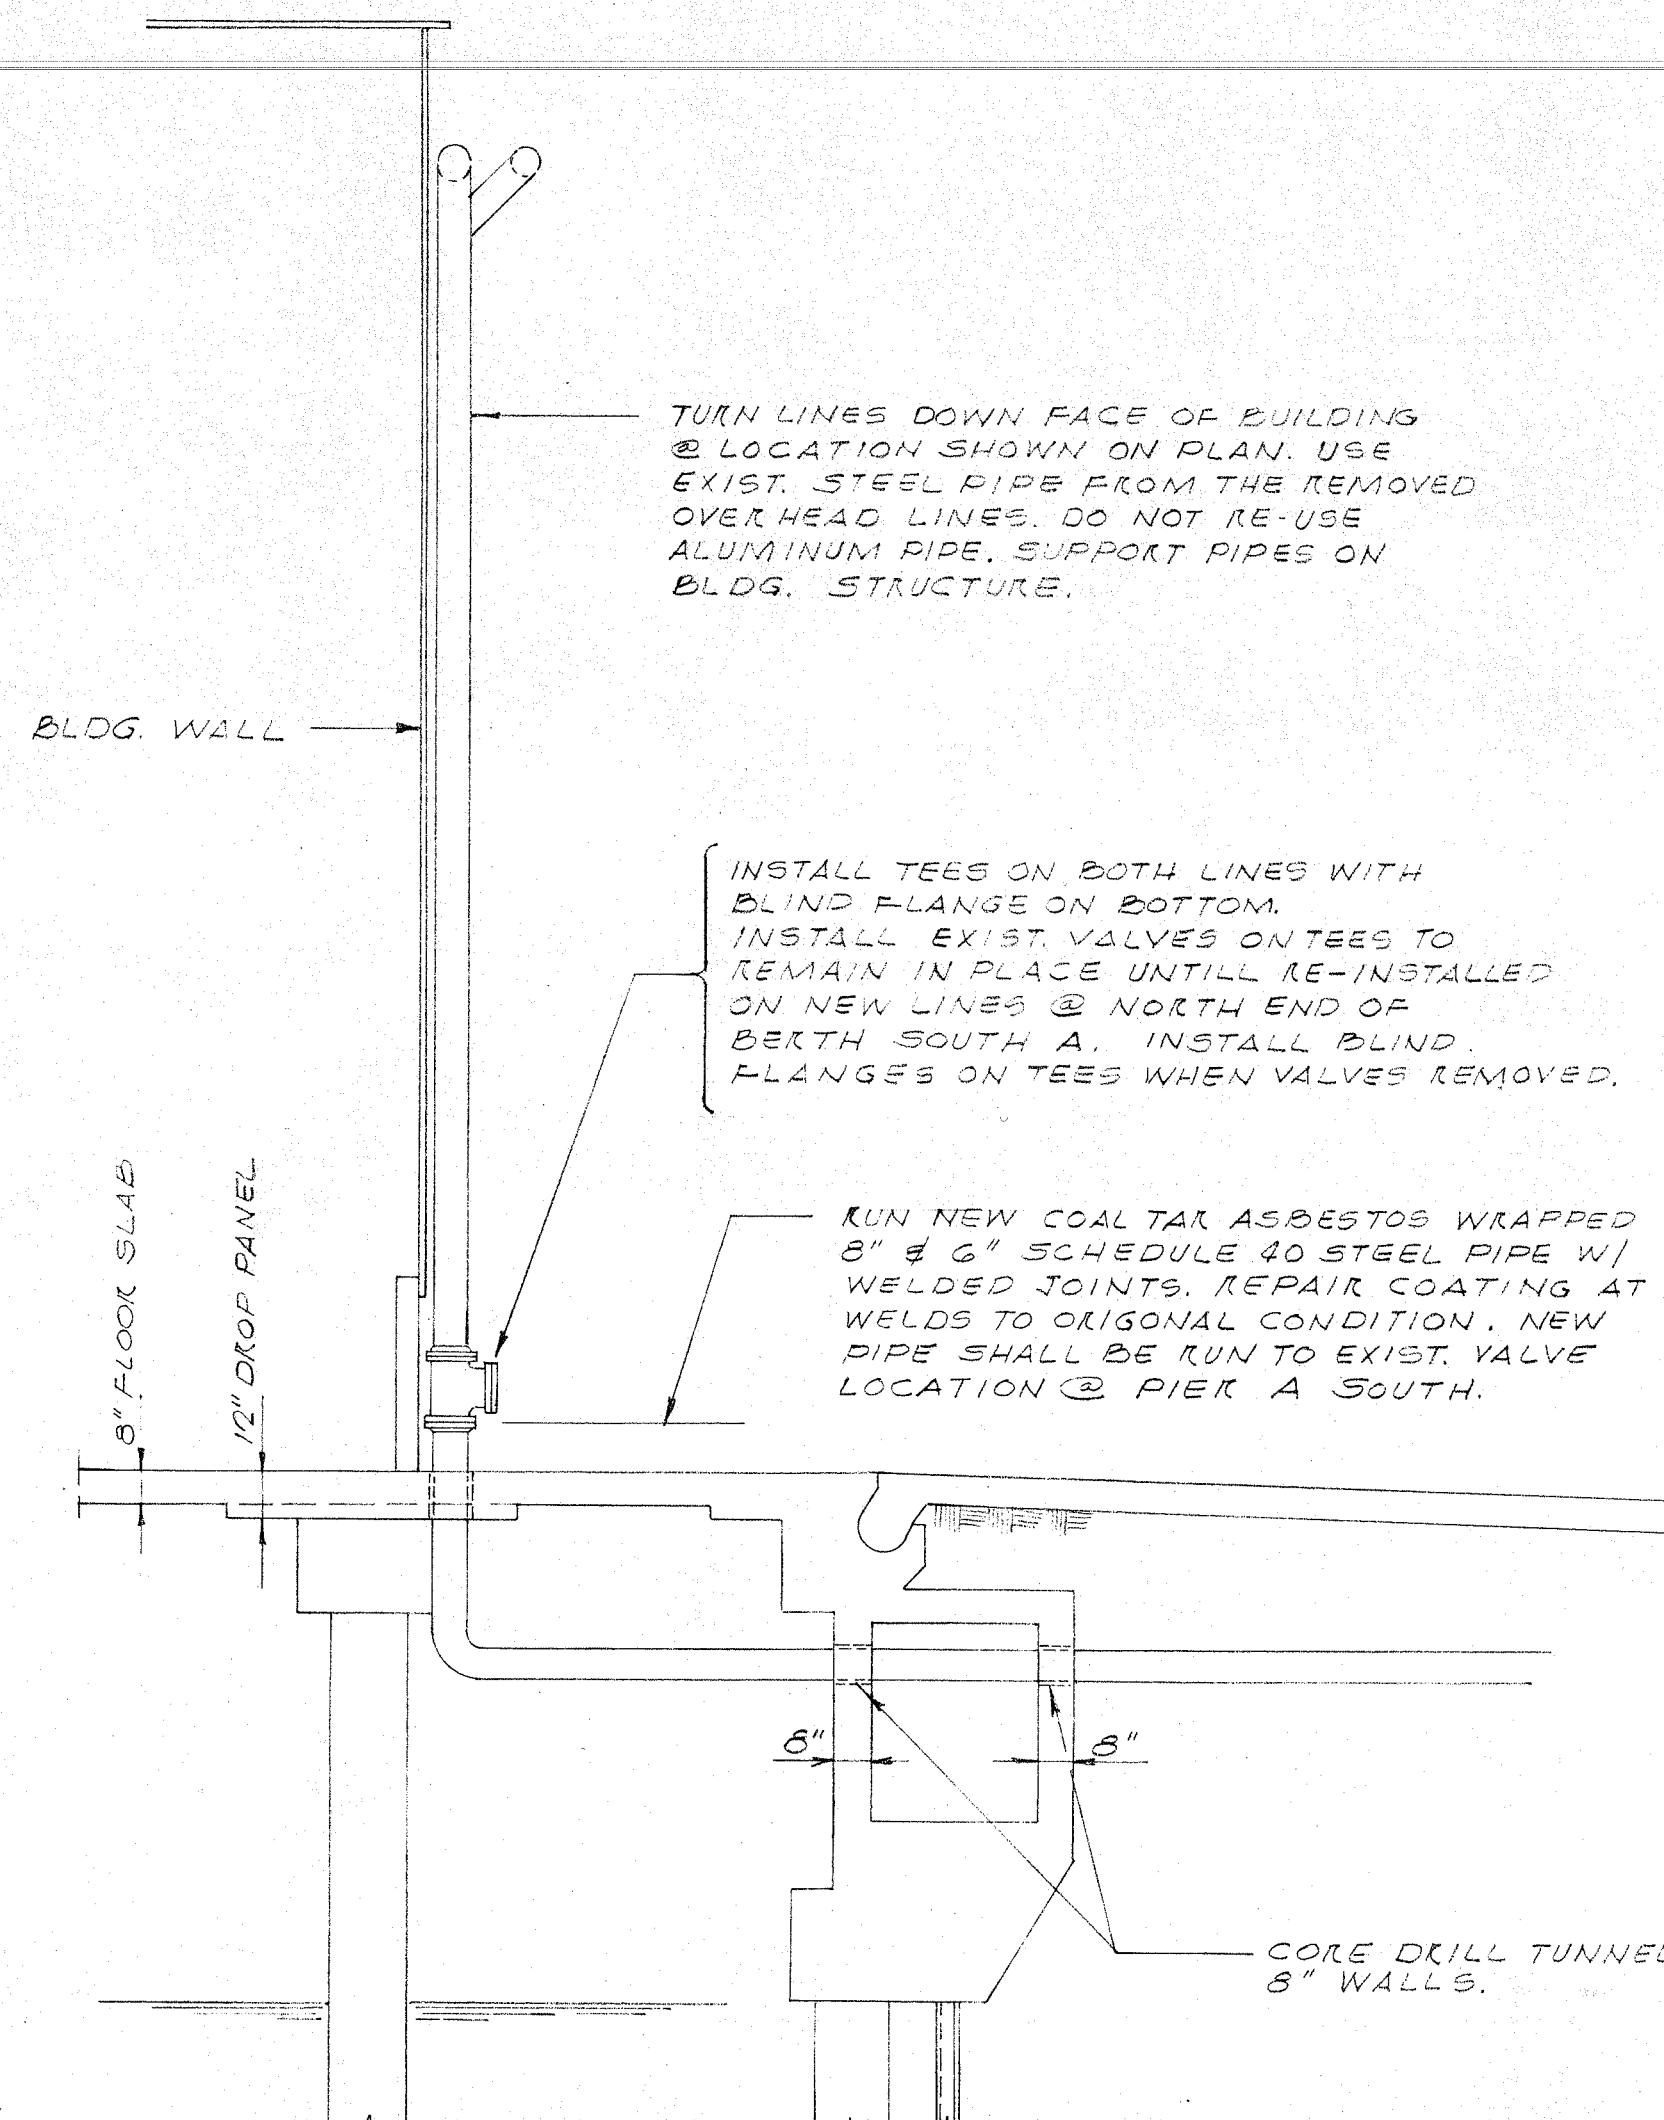 TURN LINES DOWN FACE OF BUILDING
@ LOCATION SHOWN ON PLAN. USE
EXIST. STEEL PIPE FROM THE REMOVED
OVERHEAD LINES. DO NOT RE-USE
ALUMINUM PIPE. SUPPORT PIPES ON
BLDG. STRUCTURE.
BLDG. WALL
INSTALL TEES ON BOTH LINES WITH
BLIND FLANGE ON BOTTOM.
INSTALL EXIST. VALVES ON TEES TO
REMAIN IN PLACE UNTILL RE-INSTALLED
ON NEW LINES @ NORTH END OF
BERTH SOUTH A. INSTALL BLIND
FLANGES ON TEES WHEN VALVES REMOVED.
8" FLOOR SLAB
12" DROP PANEL
RUN NEW COAL TAR ASBESTOS WRAPPED
8" & 6" SCHEDULE 40 STEEL PIPE W/
WELDED JOINTS. REPAIR COATING AT
WELDS TO ORIGONAL CONDITION. NEW
PIPE SHALL BE RUN TO EXIST. VALVE
LOCATION @ PIER A SOUTH.
8"
8"
CORE DRILL TUNNEL
8" WALLS.